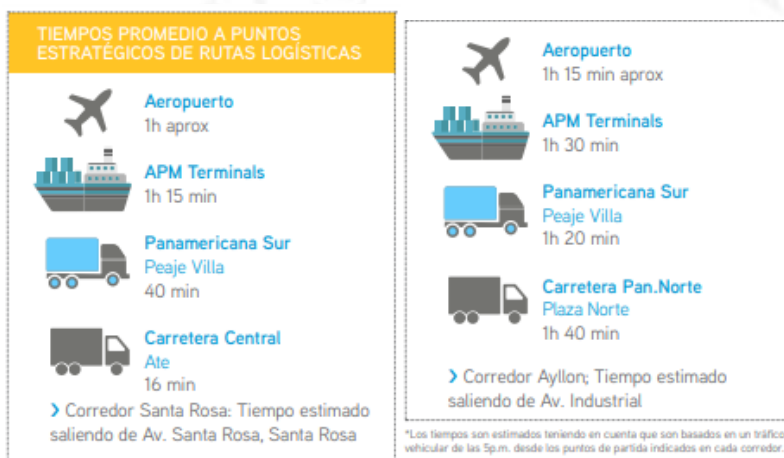 TIEMPOS PROMEDIO A PUNTOS
ESTRATÉGICOS DE RUTAS LOGÍSTICAS
Aeropuerto
1h aprox
APM Terminals
1h 15 min
Panamericana Sur
Peaje Villa
40 min
Carretera Central
Ate
16 min
❯ Corredor Santa Rosa: Tiempo estimado
saliendo de Av. Santa Rosa, Santa Rosa
Aeropuerto
1h 15 min aprox
APM Terminals
1h 30 min
Panamericana Sur
Peaje Villa
1h 20 min
Carretera Pan.Norte
Plaza Norte
1h 40 min
❯ Corredor Ayllon; Tiempo estimado
saliendo de Av. Industrial
*Los tiempos son estimados teniendo en cuenta que son basados en un tráfico
vehicular de las 5p.m. desde los puntos de partida indicados en cada corredor